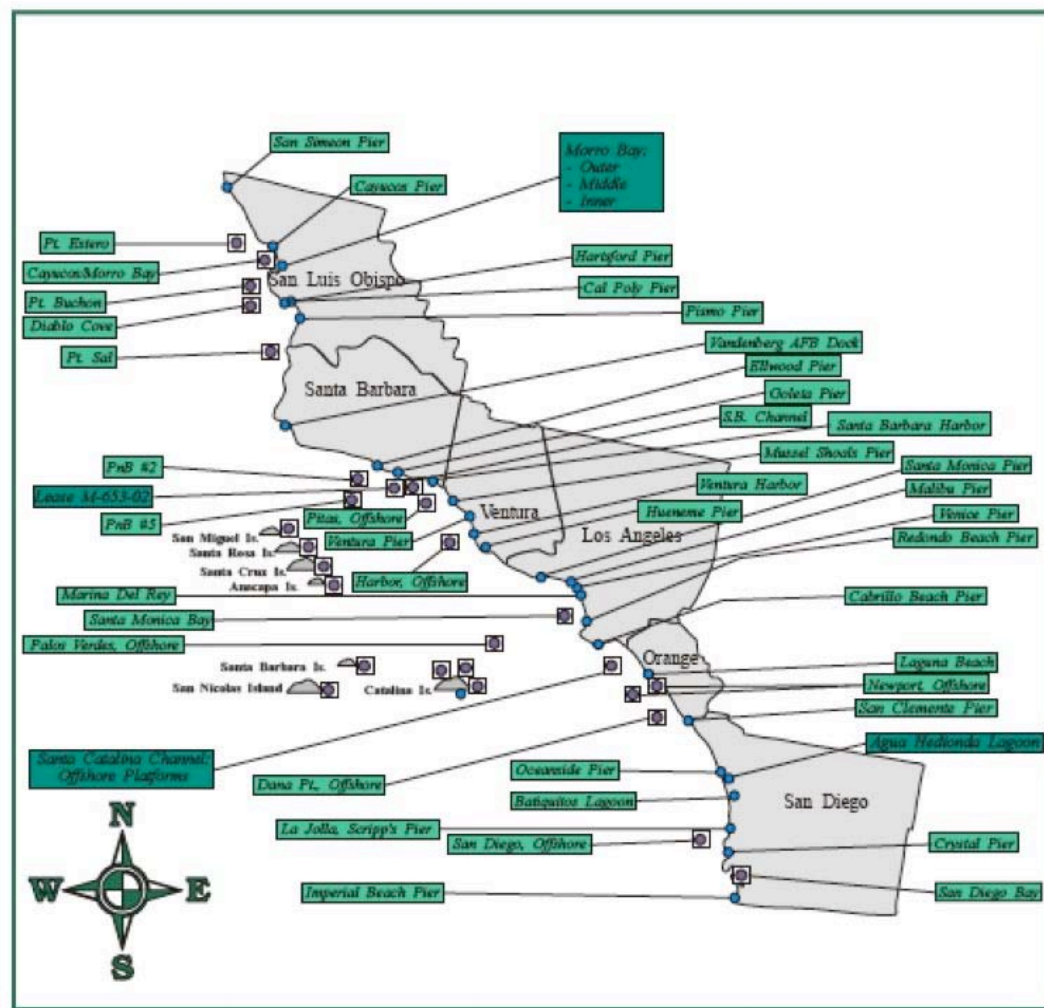 San Simeon Pier
Morro Bay:
- Outer
- Middle
- Inner
Cayucos Pier
Pt. Estero
Hartsford Pier
Cayucos/Morro Bay
San Luis Obispo
Cal Poly Pier
Pt. Buchon
Pismo Pier
Diablo Cove
Vandenberg AFB Dock
Pt. Sal
Ellwood Pier
Santa Barbara
Goleta Pier
S.B. Channel
Santa Barbara Harbor
Mussel Shoals Pier
PnB #2
Santa Monica Pier
Ventura Harbor
Lease M-653-02
Malibu Pier
PnB #5
Pitas, Offshore
Ventura
Hueneme Pier
Venice Pier
San Miguel Is.
Ventura Pier
Los Angeles
Redondo Beach Pier
Santa Rosa Is.
Santa Cruz Is.
Anacapa Is.
Harbor, Offshore
Marina Del Rey
Cabrillo Beach Pier
Santa Monica Bay
Palos Verdes, Offshore
Orange
Santa Barbara Is.
Laguna Beach
San Nicolas Island
Catalina Is.
Newport, Offshore
San Clemente Pier
Santa Catalina Channel:
Offshore Platforms
Agua Hedionda Lagoon
Oceanside Pier
Dana Pt., Offshore
Batiquitos Lagoon
San Diego
La Jolla, Scripp's Pier
San Diego, Offshore
Crystal Pier
Imperial Beach Pier
San Diego Bay
N
W
E
S